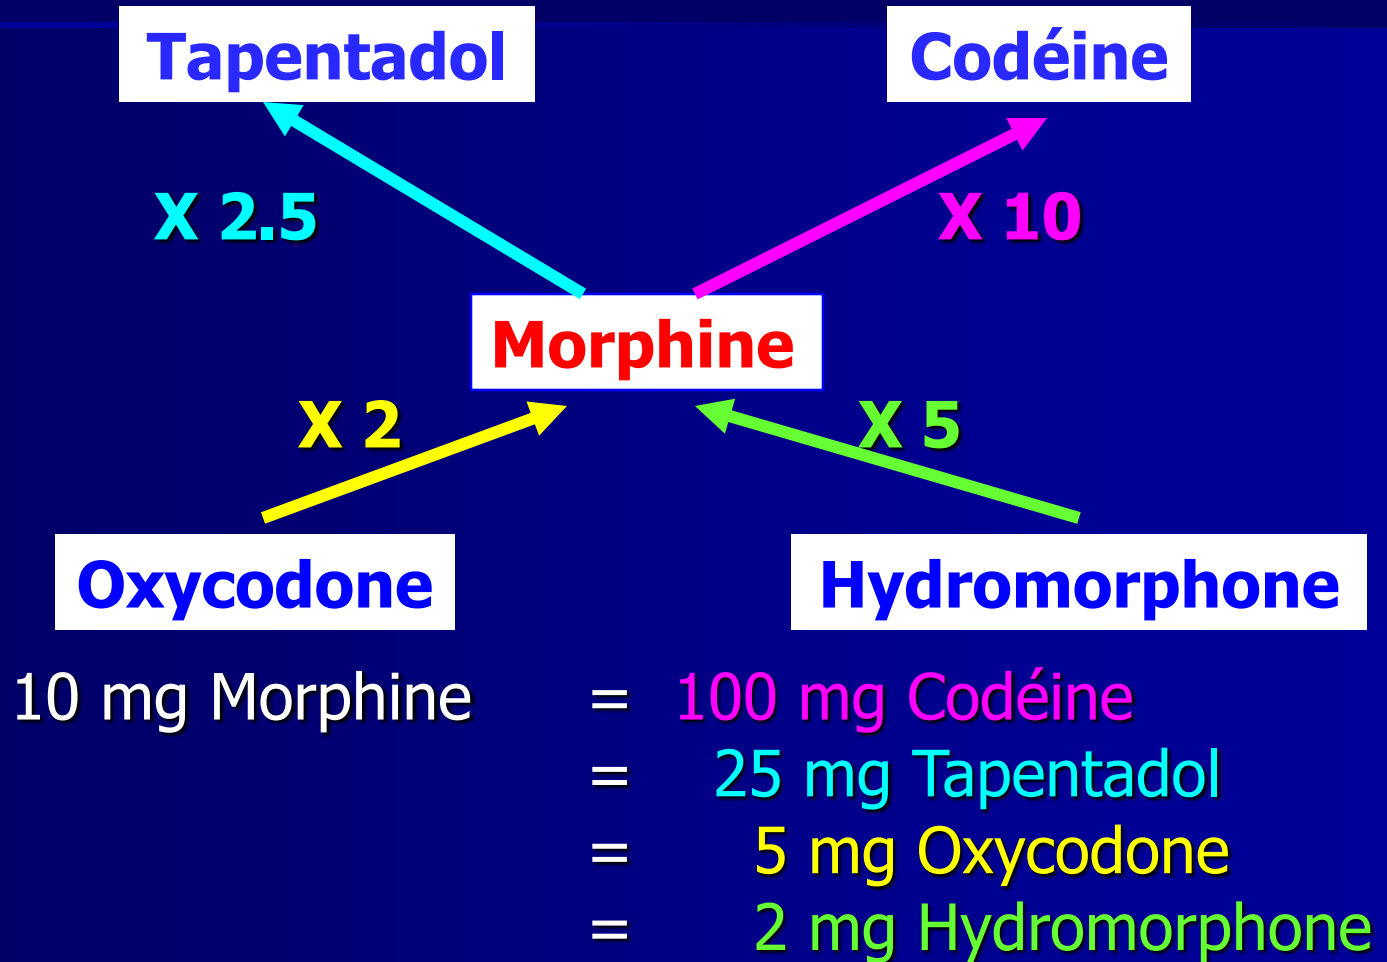 Tapentadol
Codéine
X 2.5
X 10
Morphine
X 2
X 5
Oxycodone
Hydromorphone
10 mg Morphine = 100 mg Codéine
= 25 mg Tapentadol
= 5 mg Oxycodone
= 2 mg Hydromorphone